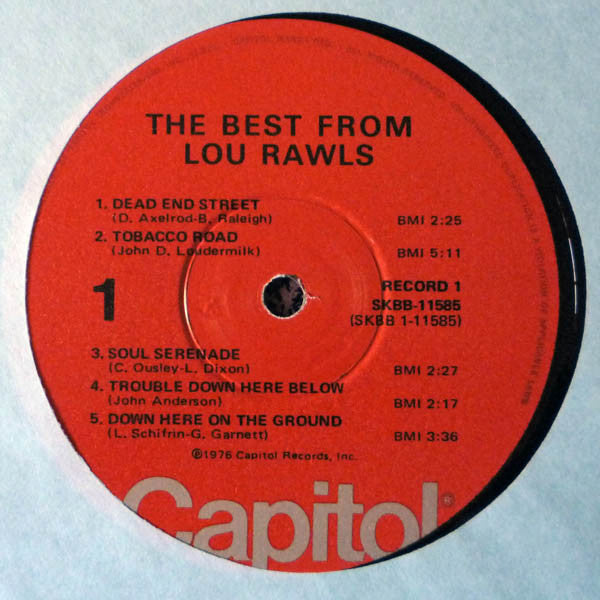 THE BEST FROM
LOU RAWLS
1. DEAD END STREET
(D. Axelrod-B. Raleigh) BMI 2:25
2. TOBACCO ROAD
(John D. Loudermilk) BMI 5:11
1
RECORD 1
SKBB-11585
(SKBB 1-11585)
3. SOUL SERENADE
(C. Ousley-L. Dixon) BMI 2:27
4. TROUBLE DOWN HERE BELOW
(John Anderson) BMI 2:17
5. DOWN HERE ON THE GROUND
(L. Schifrin-G. Garnett) BMI 3:36
℗1976 Capitol Records, Inc.
Capitol®